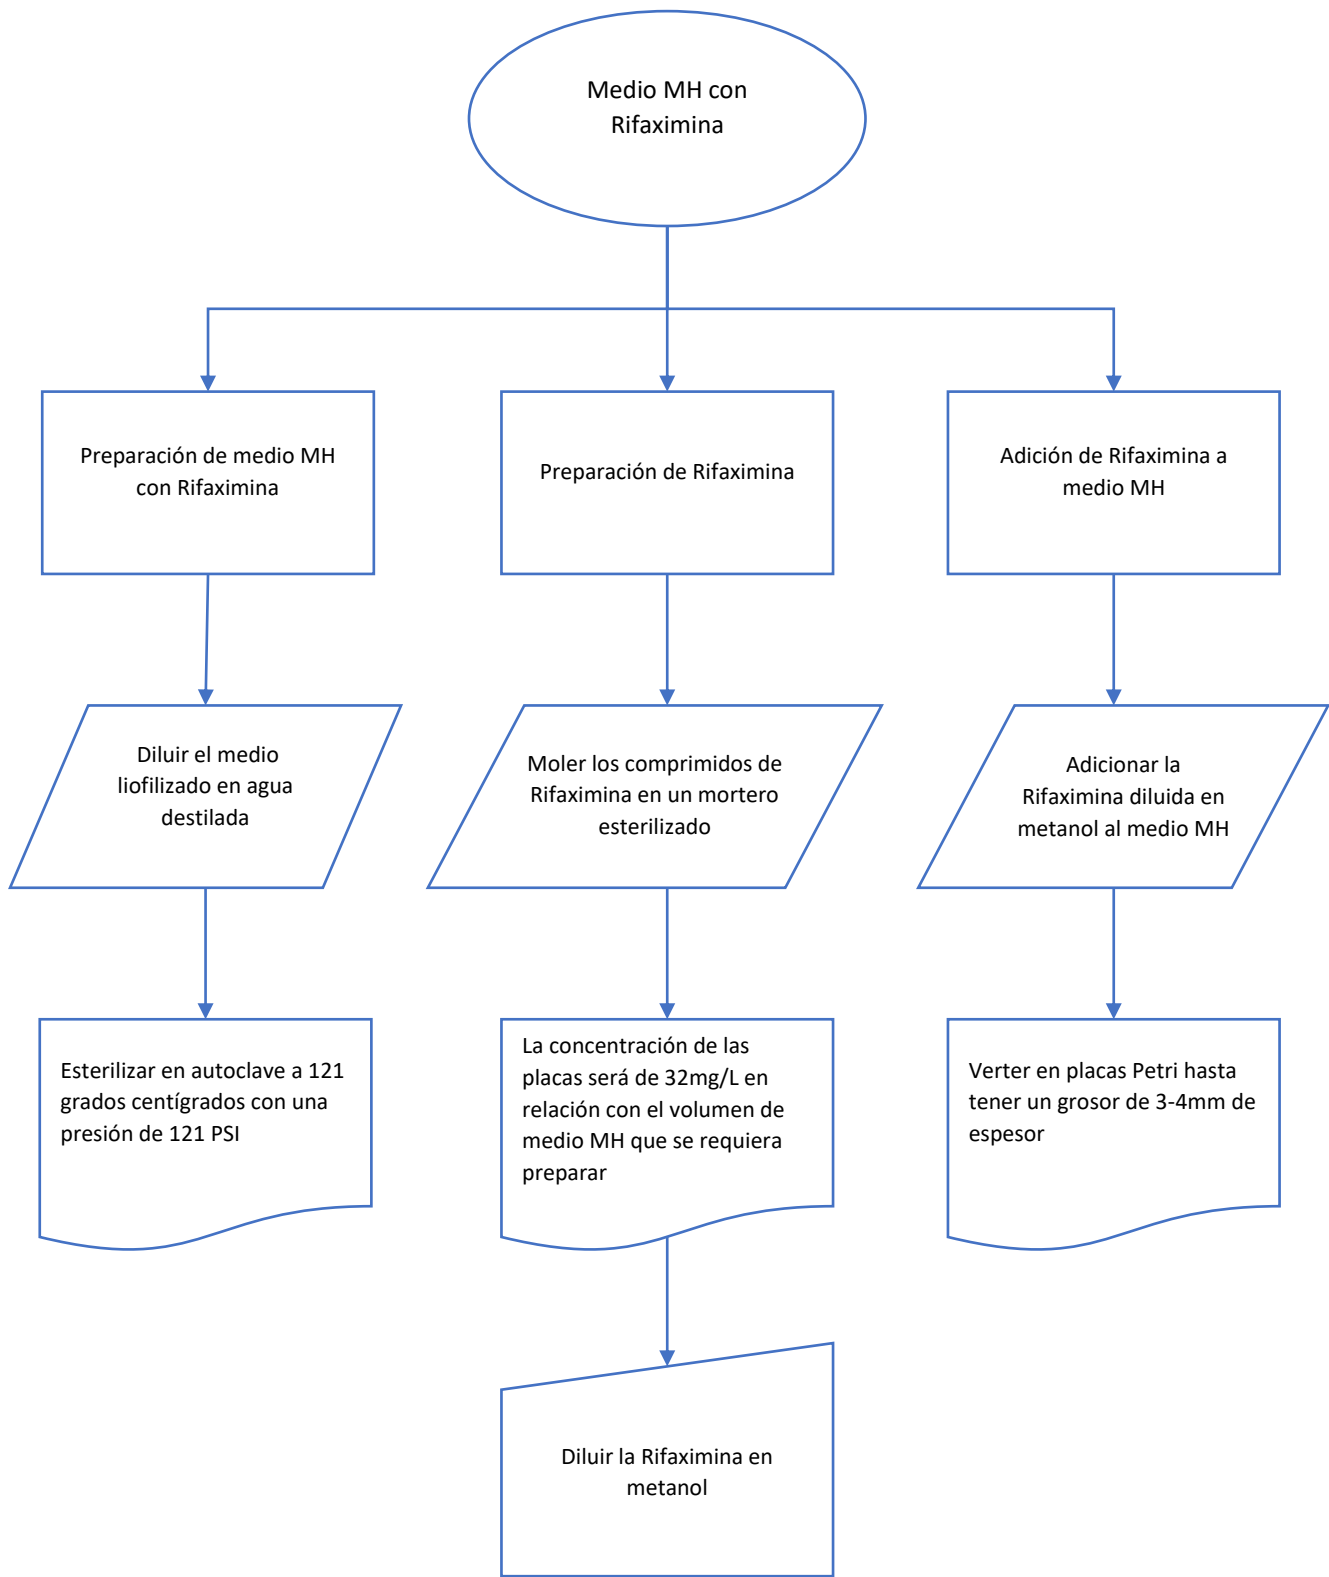 Medio MH con
Rifaximina
Preparación de medio MH
con Rifaximina
Preparación de Rifaximina
Adición de Rifaximina a
medio MH
Diluir el medio
liofilizado en agua
destilada
Moler los comprimidos de
Rifaximina en un mortero
esterilizado
Adicionar la
Rifaximina diluida en
metanol al medio MH
Esterilizar en autoclave a 121
grados centígrados con una
presión de 121 PSI
La concentración de las
placas será de 32mg/L en
relación con el volumen de
medio MH que se requiera
preparar
Verter en placas Petri hasta
tener un grosor de 3-4mm de
espesor
Diluir la Rifaximina en
metanol